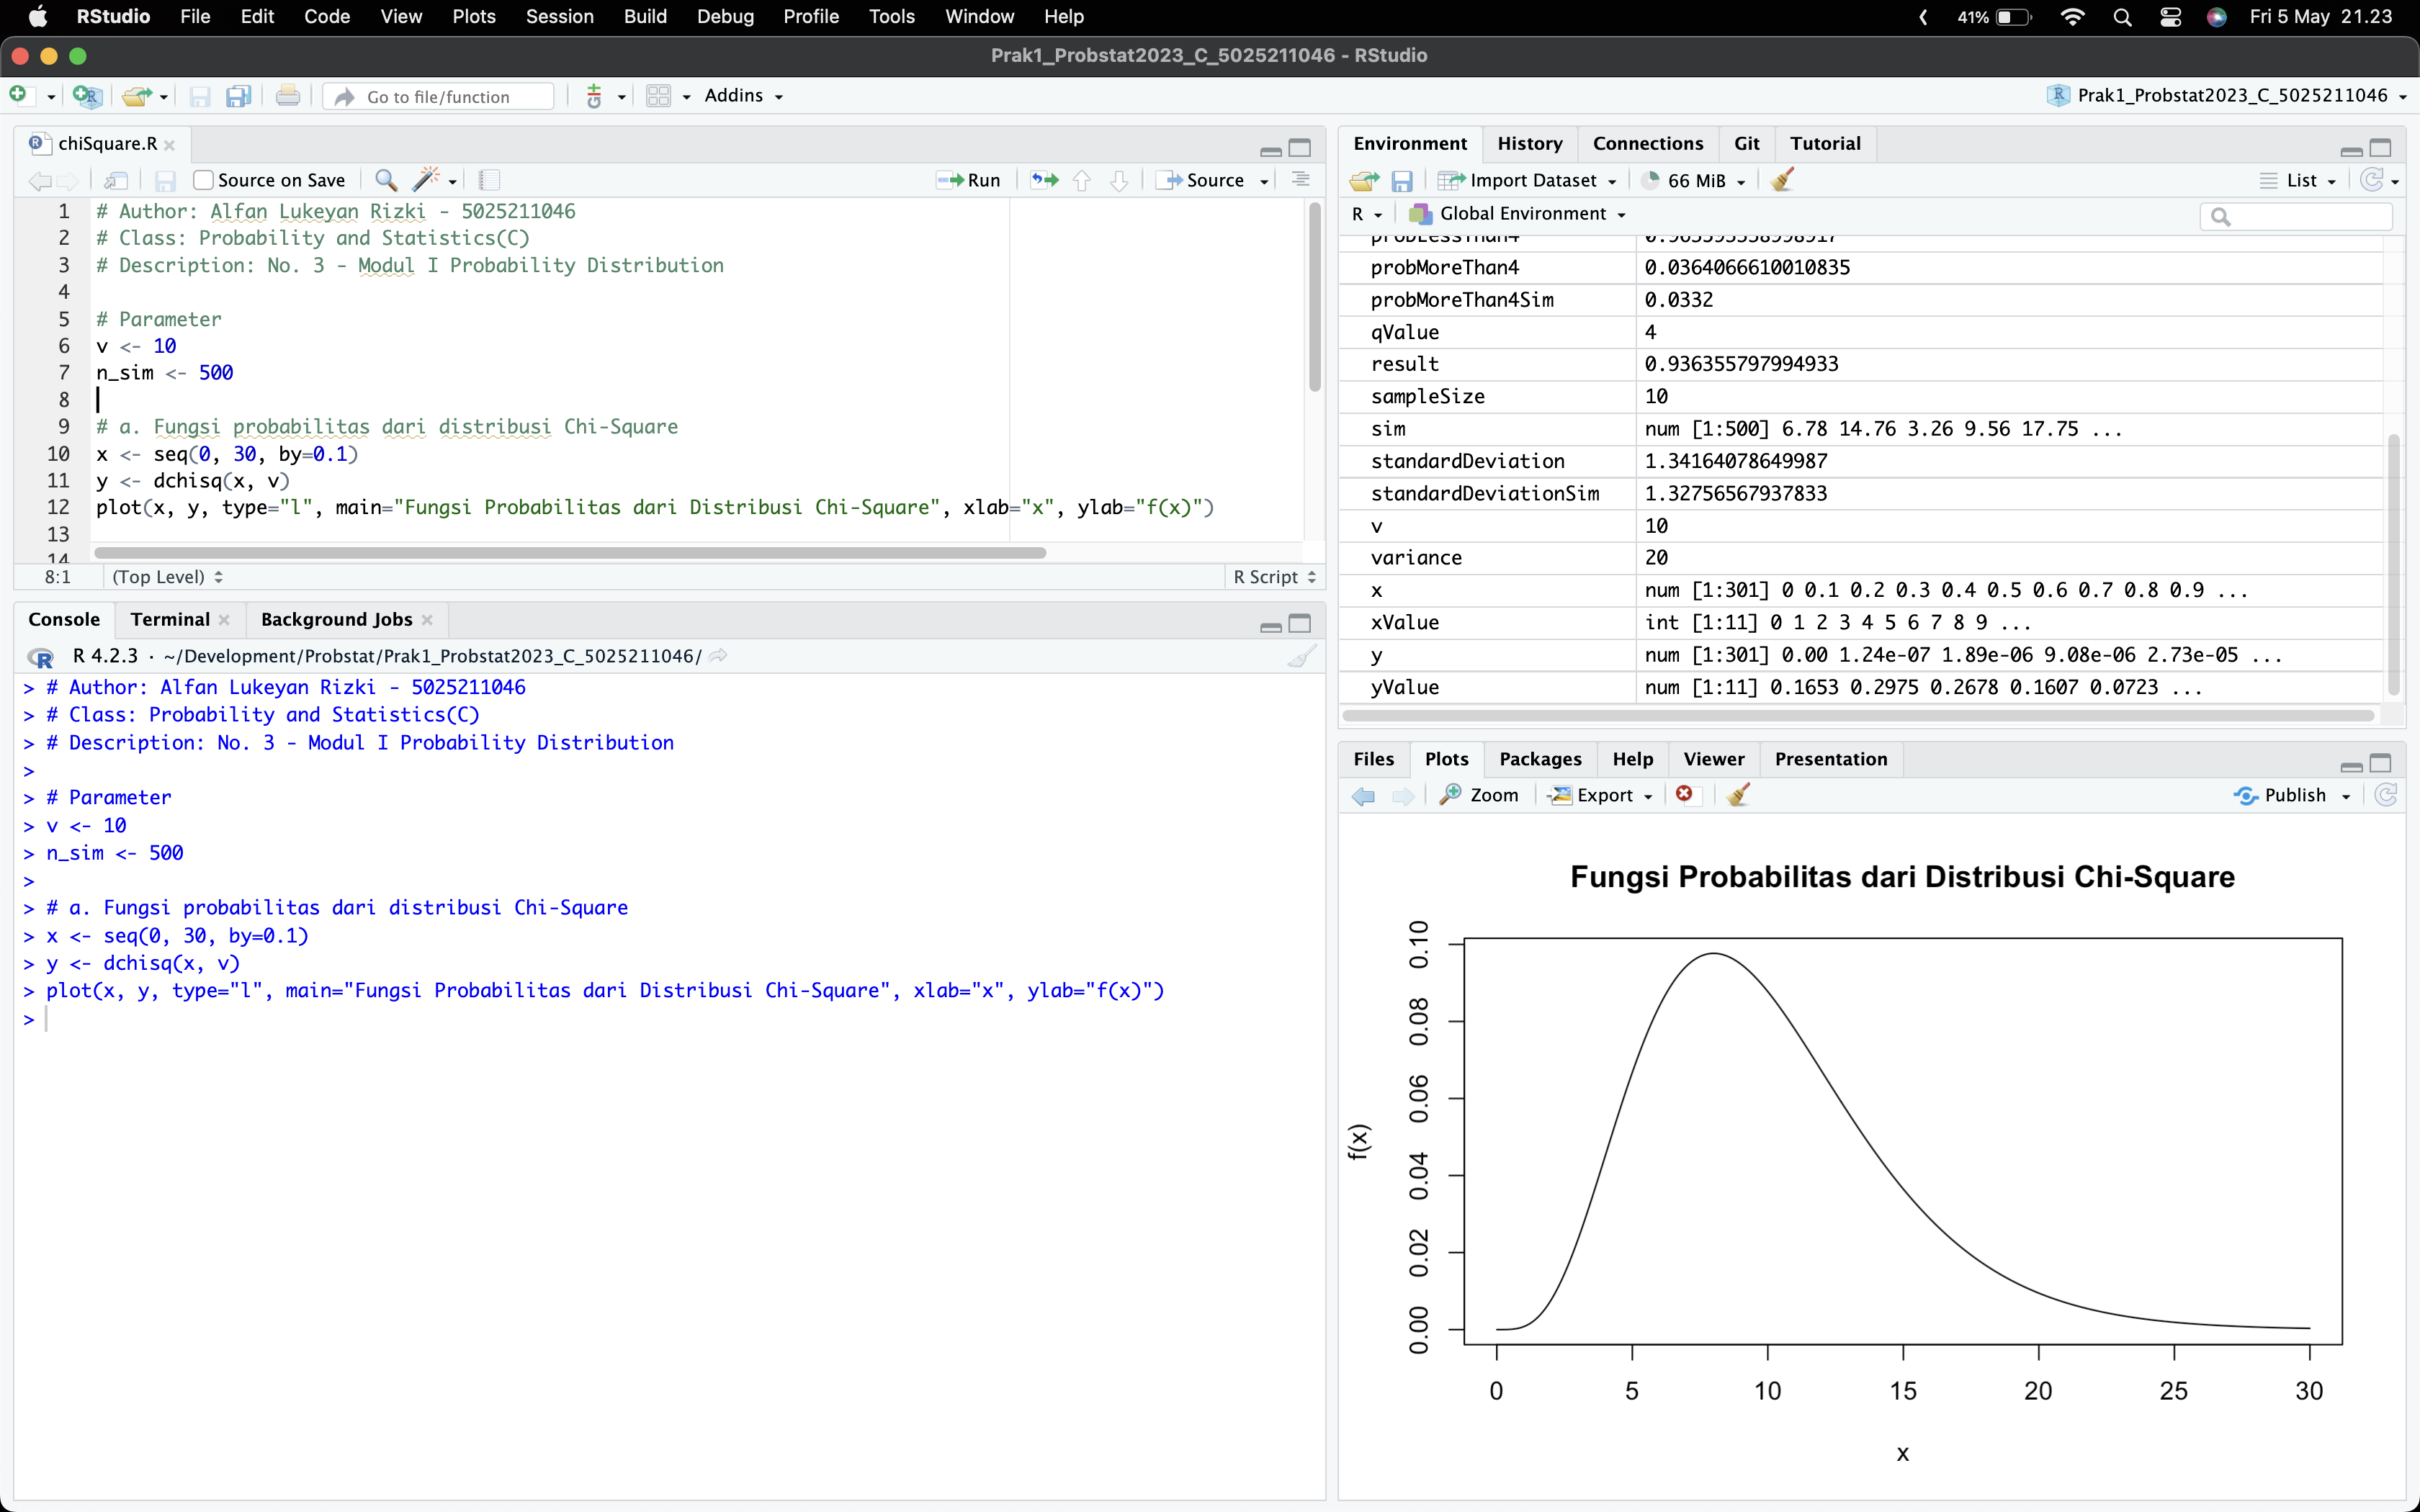 RStudio File Edit Code View Plots Session Build Debug Profile Tools Window Help 41% Fri 5 May 21.23
Prak1_Probstat2023_C_5025211046 - RStudio
Go to file/function Addins Prak1_Probstat2023_C_5025211046
chiSquare.R
Source on Save Run Source
1 # Author: Alfan Lukeyan Rizki - 5025211046
2 # Class: Probability and Statistics(C)
3 # Description: No. 3 - Modul I Probability Distribution
4
5 # Parameter
6 v <- 10
7 n_sim <- 500
8
9 # a. Fungsi probabilitas dari distribusi Chi-Square
10 x <- seq(0, 30, by=0.1)
11 y <- dchisq(x, v)
12 plot(x, y, type="l", main="Fungsi Probabilitas dari Distribusi Chi-Square", xlab="x", ylab="f(x)")
13
14
8:1 (Top Level) R Script
Console Terminal Background Jobs
R 4.2.3 · ~/Development/Probstat/Prak1_Probstat2023_C_5025211046/
> # Author: Alfan Lukeyan Rizki - 5025211046
> # Class: Probability and Statistics(C)
> # Description: No. 3 - Modul I Probability Distribution
>
> # Parameter
> v <- 10
> n_sim <- 500
>
> # a. Fungsi probabilitas dari distribusi Chi-Square
> x <- seq(0, 30, by=0.1)
> y <- dchisq(x, v)
> plot(x, y, type="l", main="Fungsi Probabilitas dari Distribusi Chi-Square", xlab="x", ylab="f(x)")
>
Environment History Connections Git Tutorial
Import Dataset 66 MiB List
R Global Environment
probLessThan4
probMoreThan4 0.0364066610010835
probMoreThan4Sim 0.0332
qValue 4
result 0.936355797994933
sampleSize 10
sim num [1:500] 6.78 14.76 3.26 9.56 17.75 ...
standardDeviation 1.34164078649987
standardDeviationSim 1.32756567937833
v 10
variance 20
x num [1:301] 0 0.1 0.2 0.3 0.4 0.5 0.6 0.7 0.8 0.9 ...
xValue int [1:11] 0 1 2 3 4 5 6 7 8 9 ...
y num [1:301] 0.00 1.24e-07 1.89e-06 9.08e-06 2.73e-05 ...
yValue num [1:11] 0.1653 0.2975 0.2678 0.1607 0.0723 ...
Files Plots Packages Help Viewer Presentation
Zoom Export Publish
Fungsi Probabilitas dari Distribusi Chi-Square
0.10
0.08
0.06
0.04
0.02
0.00
f(x)
0 5 10 15 20 25 30
x